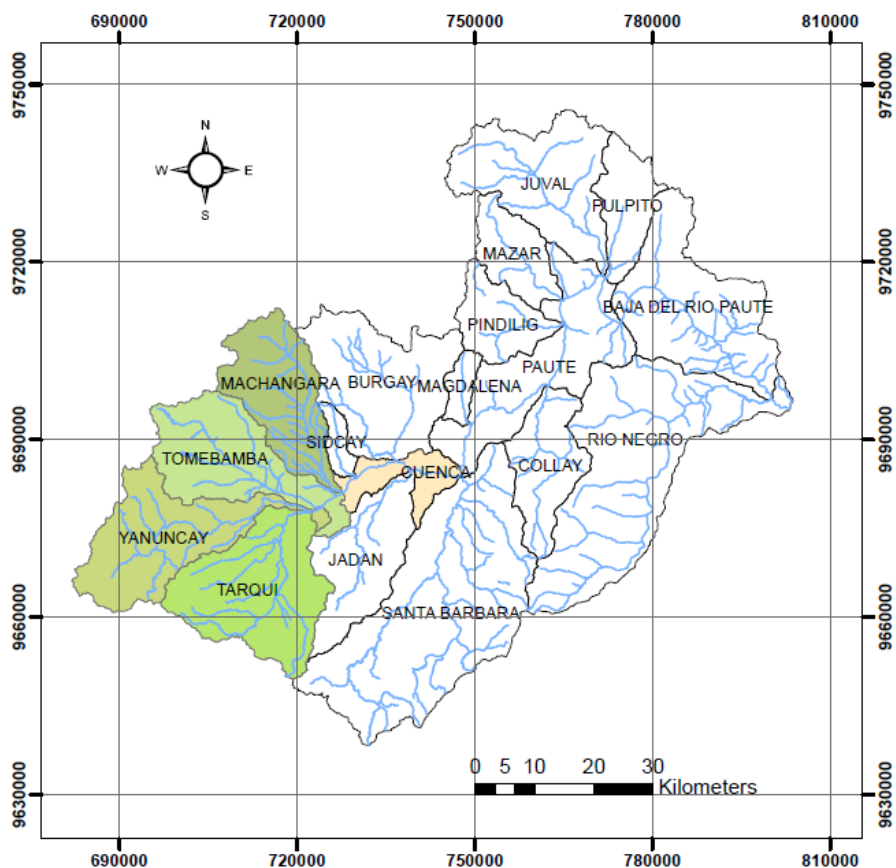 690000 720000 750000 780000 810000
9750000 9750000
N
W E
S
JUVAL
PULPITO
MAZAR
9720000 9720000
BAJA DEL RIO PAUTE
PINDILIG
PAUTE
MACHANGARA BURGAY MAGDALENA
SIDCAY RIO NEGRO
9690000 9690000
TOMEBAMBA
CUENCA COLLAY
YANUNCAY
JADAN
TARQUI
SANTA BARBARA
9660000 9660000
0 5 10 20 30
Kilometers
9630000 9630000
690000 720000 750000 780000 810000